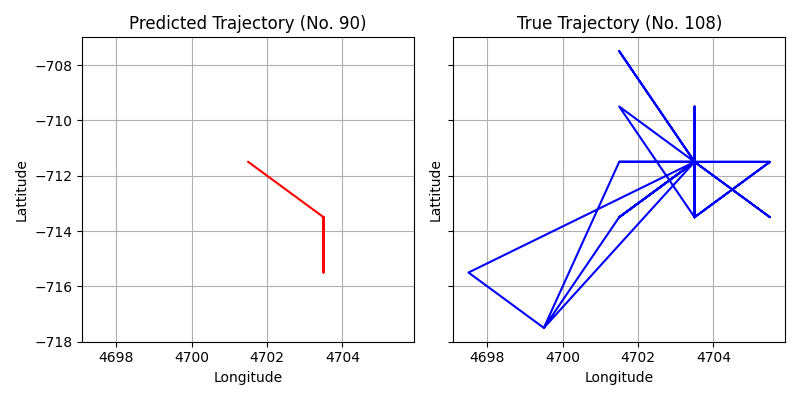 Predicted Trajectory (No. 90)
True Trajectory (No. 108)
−708
−710
−712
−714
−716
−718
Lattitude
Lattitude
4698 4700 4702 4704
4698 4700 4702 4704
Longitude
Longitude